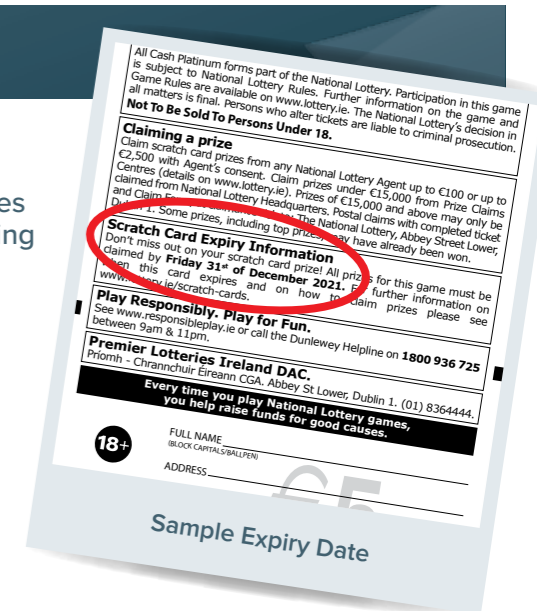 es
ing
All Cash Platinum forms part of the National Lottery. Participation in this game
is subject to National Lottery Rules. Further information on the game and
Game Rules are available on www.lottery.ie. The National Lottery's decision in
all matters is final. Persons who alter tickets are liable to criminal prosecution.
Not To Be Sold To Persons Under 18.
Claiming a prize
Claim scratch card prizes from any National Lottery Agent up to €100 or up to
€2,500 with Agent's consent. Claim prizes under €15,000 from Prize Claims
Centres (details on www.lottery.ie). Prizes of €15,000 and above may only be
claimed from National Lottery Headquarters. Postal Claims with completed ticket
and Claim The National Lottery, Abbey Street Lower,
Dublin 1. Some prizes, including top prizes, may have already been won.
Scratch Card Expiry Information
Don't miss out on your scratch card prize! All prizes for this game must be
claimed by Friday 31st of December 2021. For further information on
when this card expires and on how to claim prizes please see
www.lottery.ie/scratch-cards.
Play Responsibly. Play for Fun.
See www.responsibleplay.ie or call the Dunlewey Helpline on 1800 936 725
between 9am & 11pm.
Premier Lotteries Ireland DAC.
Príomh - Chrannchuir Éireann CGA. Abbey St Lower, Dublin 1. (01) 8364444.
Every time you play National Lottery games,
you help raise funds for good causes.
18+
FULL NAME
(BLOCK CAPITALS/BALLPEN)
ADDRESS
€5
Sample Expiry Date